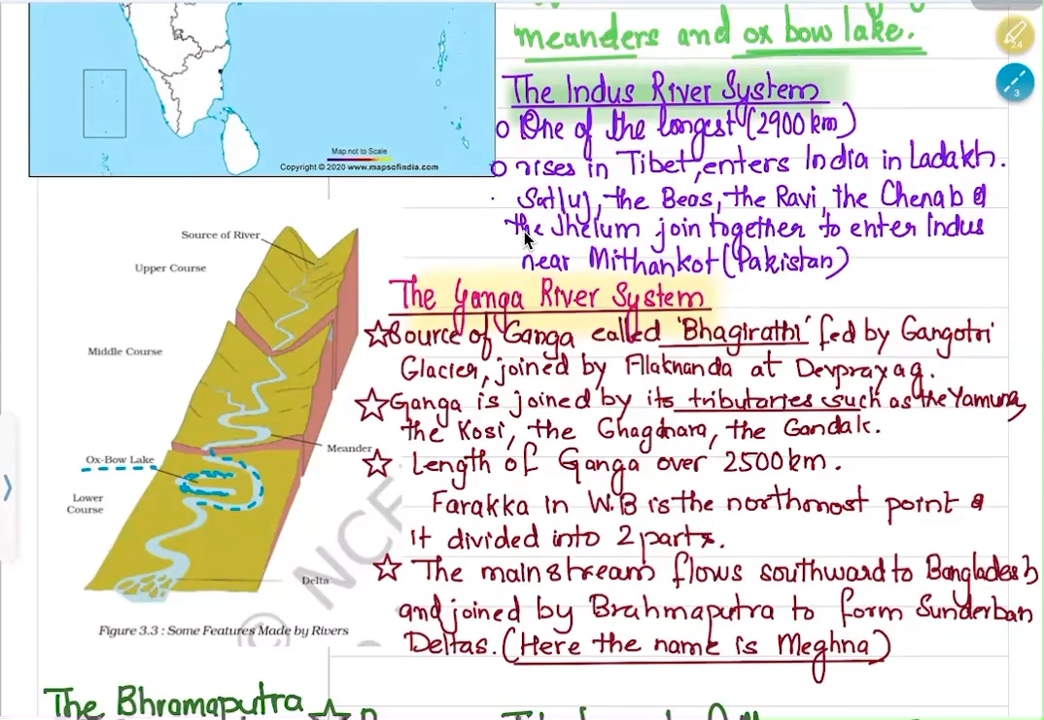 meanders and ox bow lake.
The Indus River System
o One of the longest (2900 km)
o rises in Tibet, enters India in Ladakh.
. Satluj, the Beas, the Ravi, the Chenab &
the Jhelum join together to enter Indus
near Mithankot (Pakistan)
The Ganga River System
☆ Source of Ganga called 'Bhagirathi' fed by Gangotri
Glacier, joined by Alaknanda at Devprayag.
☆ Ganga is joined by its tributaries such as the Yamuna,
the Kosi, the Ghaghara, the Gandak.
☆ Length of Ganga over 2500 km.
Farakka in W.B is the northmost point &
it divided into 2 parts.
☆ The mainstream flows southward to Bangladesh
and joined by Brahmaputra to form Sunderban
Deltas. (Here the name is Meghna)
Map not to Scale
Copyright © 2020 www.mapsofindia.com
Source of River
Upper Course
Middle Course
Meander
Ox-Bow Lake
Lower
Course
Delta
© NCE
Figure 3.3 : Some Features Made by Rivers
The Bhramaputra
24
3